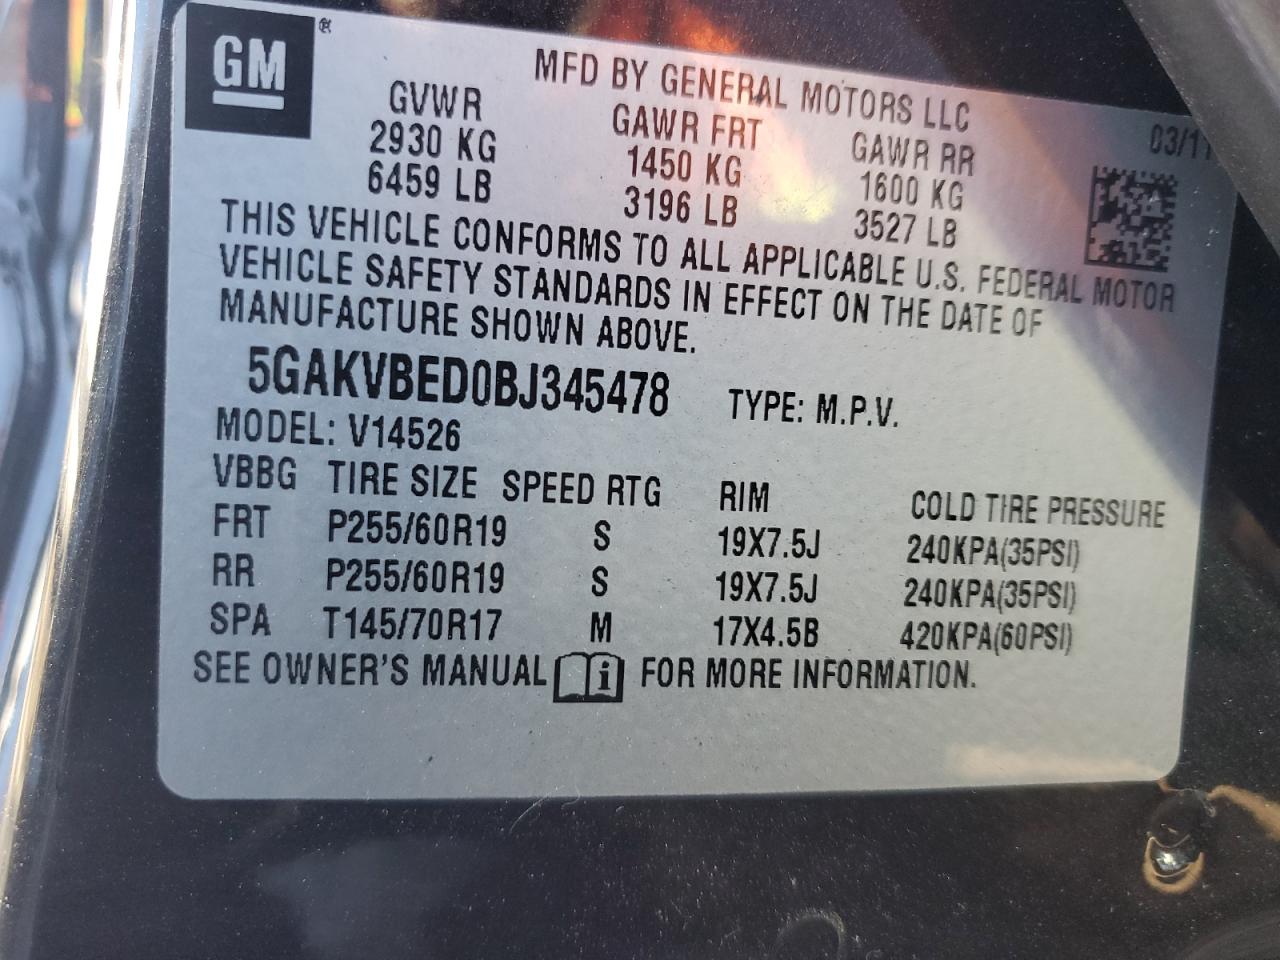 GM ®
MFD BY GENERAL MOTORS LLC
03/11
GVWR GAWR FRT GAWR RR
2930 KG 1450 KG 1600 KG
6459 LB 3196 LB 3527 LB
THIS VEHICLE CONFORMS TO ALL APPLICABLE U.S. FEDERAL MOTOR
VEHICLE SAFETY STANDARDS IN EFFECT ON THE DATE OF
MANUFACTURE SHOWN ABOVE.
5GAKVBED0BJ345478 TYPE: M.P.V.
MODEL: V14526
VBBG TIRE SIZE SPEED RTG RIM COLD TIRE PRESSURE
FRT P255/60R19 S 19X7.5J 240KPA(35PSI)
RR P255/60R19 S 19X7.5J 240KPA(35PSI)
SPA T145/70R17 M 17X4.5B 420KPA(60PSI)
SEE OWNER'S MANUAL i FOR MORE INFORMATION.